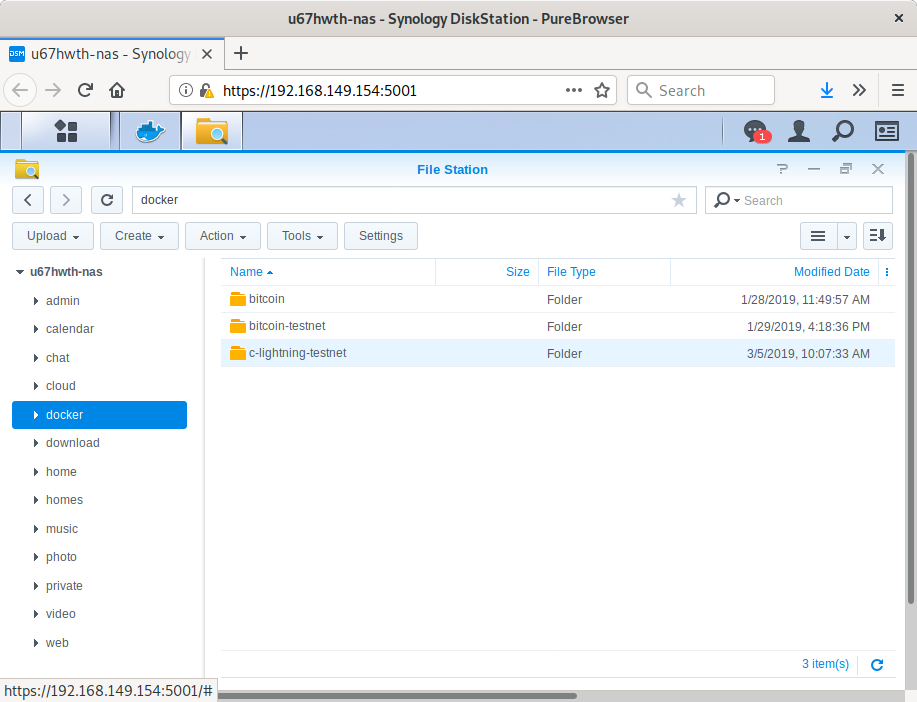 u67hwth-nas - Synology DiskStation - PureBrowser
DSM u67hwth-nas - Synology
https://192.168.149.154:5001 Search
1
File Station
docker Search
Upload Create Action Tools Settings
u67hwth-nas
admin
calendar
chat
cloud
docker
download
home
homes
music
photo
private
video
web
Name Size File Type Modified Date
bitcoin Folder 1/28/2019, 11:49:57 AM
bitcoin-testnet Folder 1/29/2019, 4:18:36 PM
c-lightning-testnet Folder 3/5/2019, 10:07:33 AM
3 item(s)
https://192.168.149.154:5001/#